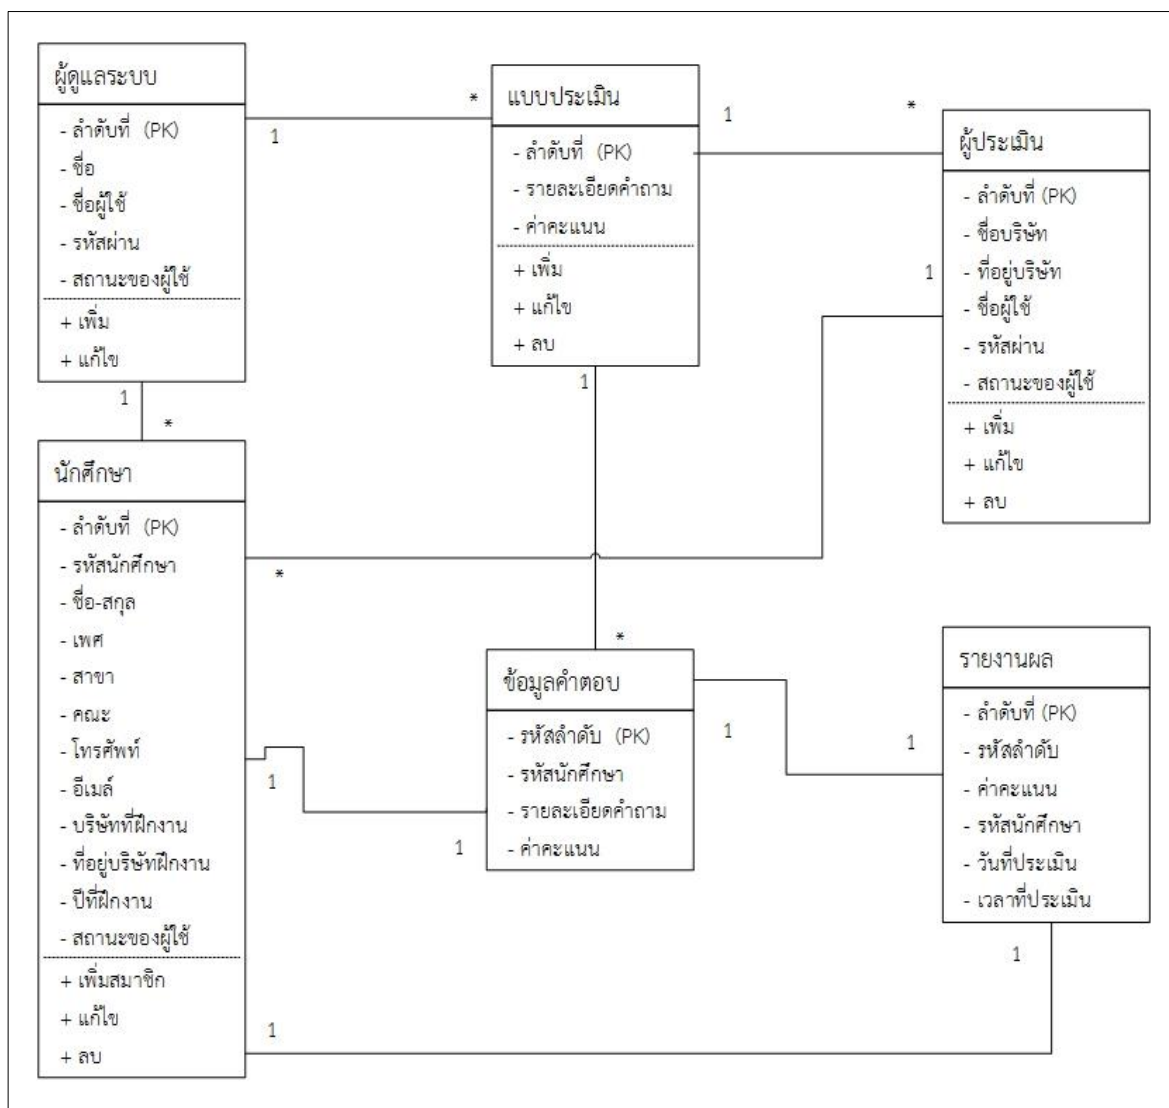 ผู้ดูแลระบบ
- ลำดับที่ (PK)
- ชื่อ
- ชื่อผู้ใช้
- รหัสผ่าน
- สถานะของผู้ใช้
+ เพิ่ม
+ แก้ไข
1
*
แบบประเมิน
- ลำดับที่ (PK)
- รายละเอียดคำถาม
- ค่าคะแนน
+ เพิ่ม
+ แก้ไข
+ ลบ
1
*
ผู้ประเมิน
- ลำดับที่ (PK)
- ชื่อบริษัท
- ที่อยู่บริษัท
- ชื่อผู้ใช้
- รหัสผ่าน
- สถานะของผู้ใช้
+ เพิ่ม
+ แก้ไข
+ ลบ
1
1
1
*
นักศึกษา
- ลำดับที่ (PK)
- รหัสนักศึกษา
- ชื่อ-สกุล
- เพศ
- สาขา
- คณะ
- โทรศัพท์
- อีเมล์
- บริษัทที่ฝึกงาน
- ที่อยู่บริษัทฝึกงาน
- ปีที่ฝึกงาน
- สถานะของผู้ใช้
+ เพิ่มสมาชิก
+ แก้ไข
+ ลบ
*
*
ข้อมูลคำตอบ
- รหัสลำดับ (PK)
- รหัสนักศึกษา
- รายละเอียดคำถาม
- ค่าคะแนน
1
1
1
1
รายงานผล
- ลำดับที่ (PK)
- รหัสลำดับ
- ค่าคะแนน
- รหัสนักศึกษา
- วันที่ประเมิน
- เวลาที่ประเมิน
1
1